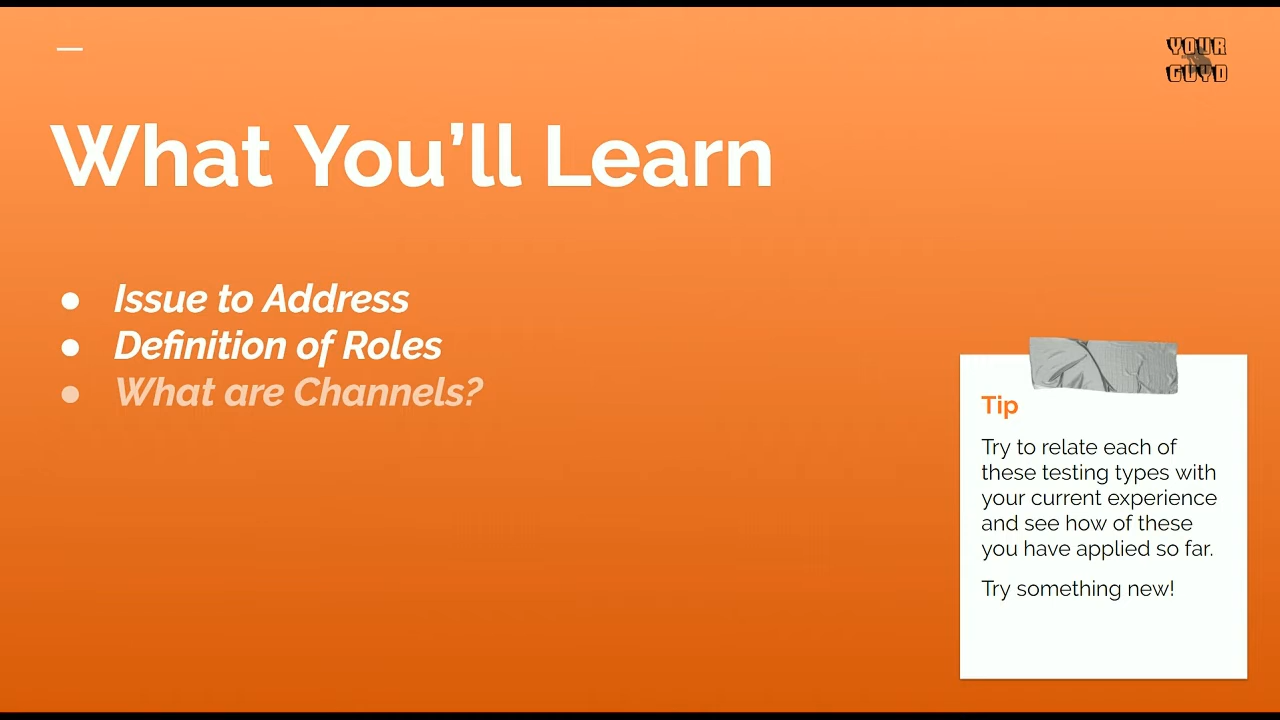 YOUR
GUYD
What You’ll Learn
● Issue to Address
● Definition of Roles
● What are Channels?
Tip
Try to relate each of
these testing types with
your current experience
and see how of these
you have applied so far.
Try something new!